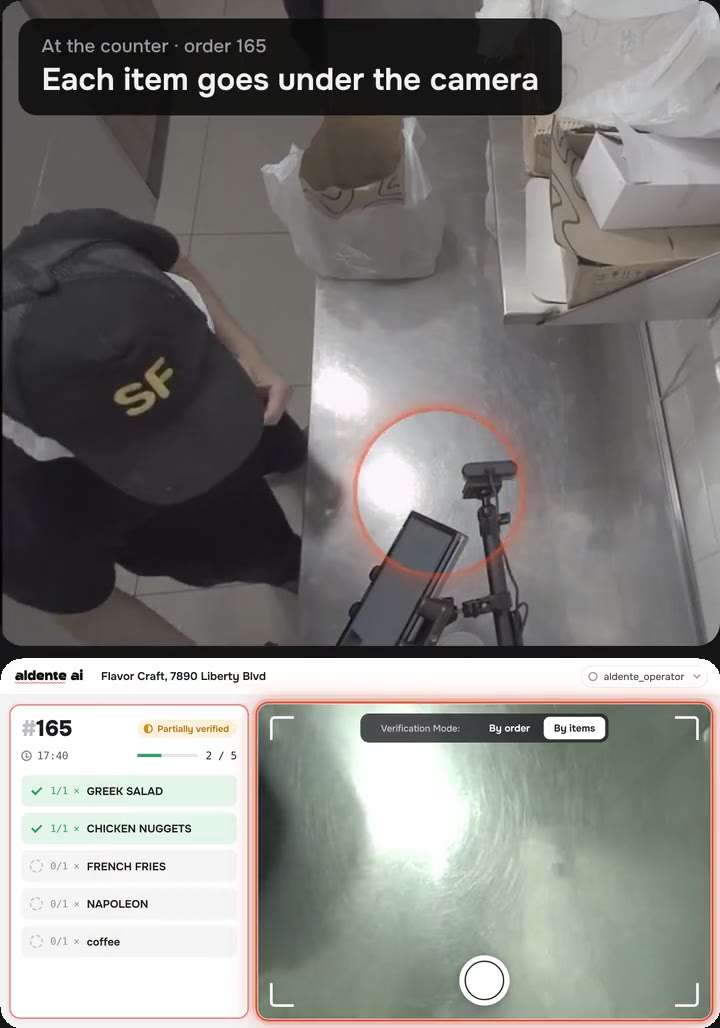 At the counter · order 165
Each item goes under the camera
SF
aldente ai
Flavor Craft, 7890 Liberty Blvd
aldente_operator
#165
Partially verified
17:40
2 / 5
1/1 × GREEK SALAD
1/1 × CHICKEN NUGGETS
0/1 × FRENCH FRIES
0/1 × NAPOLEON
0/1 × coffee
Verification Mode:
By order
By items